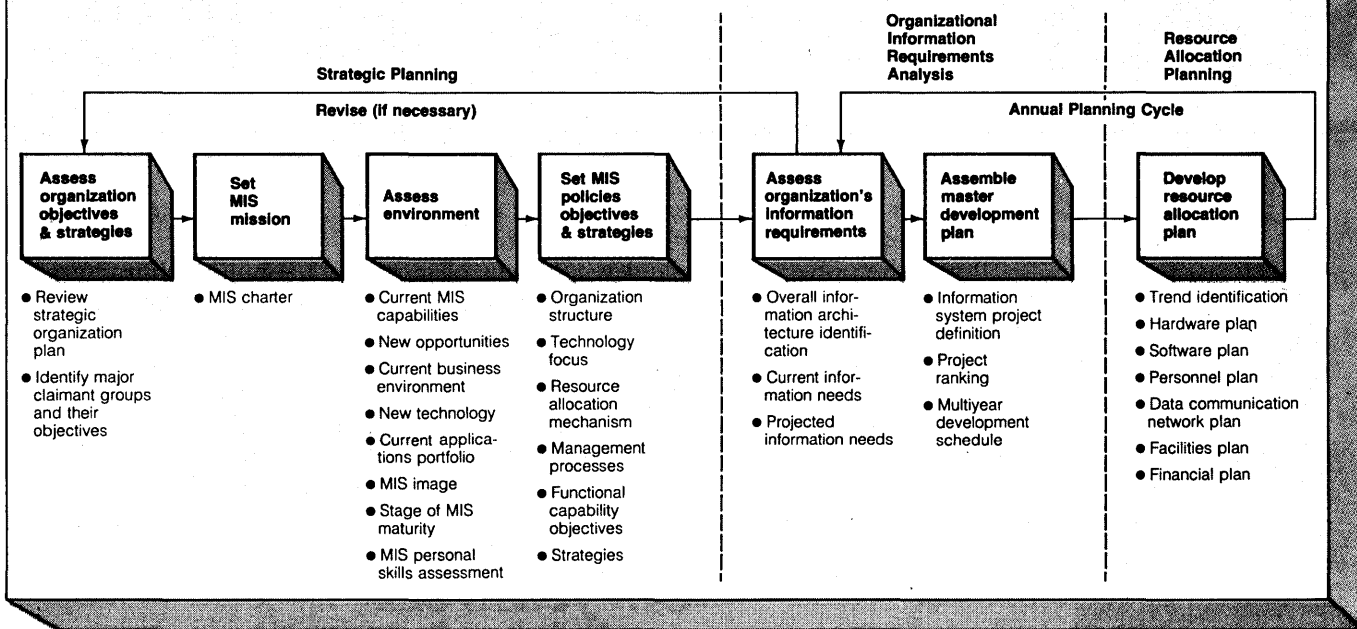 Strategic Planning
Organizational
Information
Requirements
Analysis
Resource
Allocation
Planning
Revise (if necessary)
Annual Planning Cycle
Assess
organization
objectives
& strategies
Set
MIS
mission
Assess
environment
Set MIS
policies
objectives
& strategies
Assess
organization's
information
requirements
Assemble
master
development
plan
Develop
resource
allocation
plan
● Review
strategic
organization
plan
● Identify major
claimant groups
and their
objectives
● MIS charter
● Current MIS
capabilities
● New opportunities
● Current business
environment
● New technology
● Current applica-
tions portfolio
● MIS image
● Stage of MIS
maturity
● MIS personal
skills assessment
● Organization
structure
● Technology
focus
● Resource
allocation
mechanism
● Management
processes
● Functional
capability
objectives
● Strategies
● Overall infor-
mation archi-
tecture identifi-
cation
● Current infor-
mation needs
● Projected
information needs
● Information
system project
definition
● Project
ranking
● Multiyear
development
schedule
● Trend identification
● Hardware plan
● Software plan
● Personnel plan
● Data communication
network plan
● Facilities plan
● Financial plan